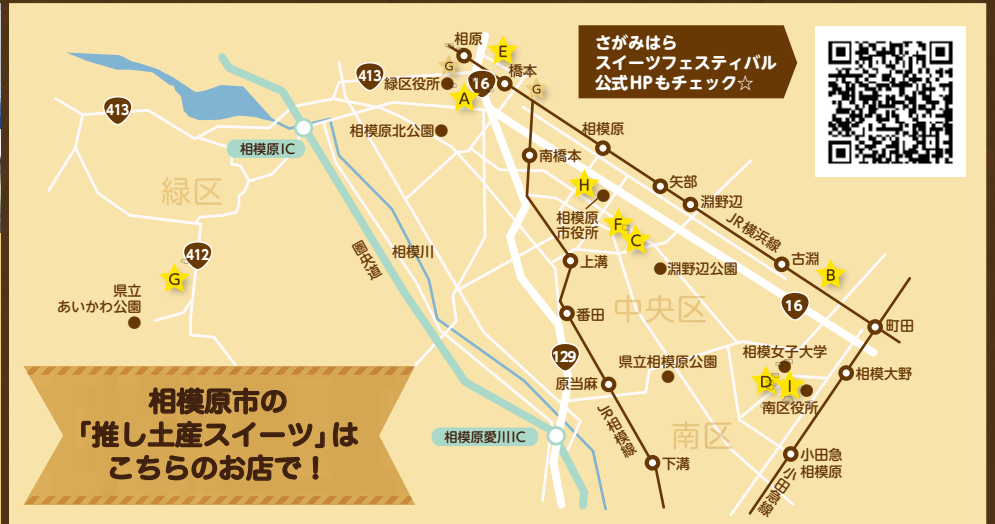 さがみはら
スイーツフェスティバル
公式HPもチェック☆
相原
E
G
413
緑区役所
16
橋本
A
G
413
相模原北公園
相模原
相模原IC
南橋本
緑区
H
矢部
淵野辺
相模原
市役所
F
C
JR横浜線
412
圏央道
相模川
上溝
淵野辺公園
古淵
B
G
県立
あいかわ公園
中央区
16
番田
町田
129
県立相模原公園
相模女子大学
原当麻
D
I
相模大野
南区役所
相模原市の
「推し土産スイーツ」は
こちらのお店で！
JR相模線
南区
相模原愛川IC
下溝
小田急
相模原
小田急線